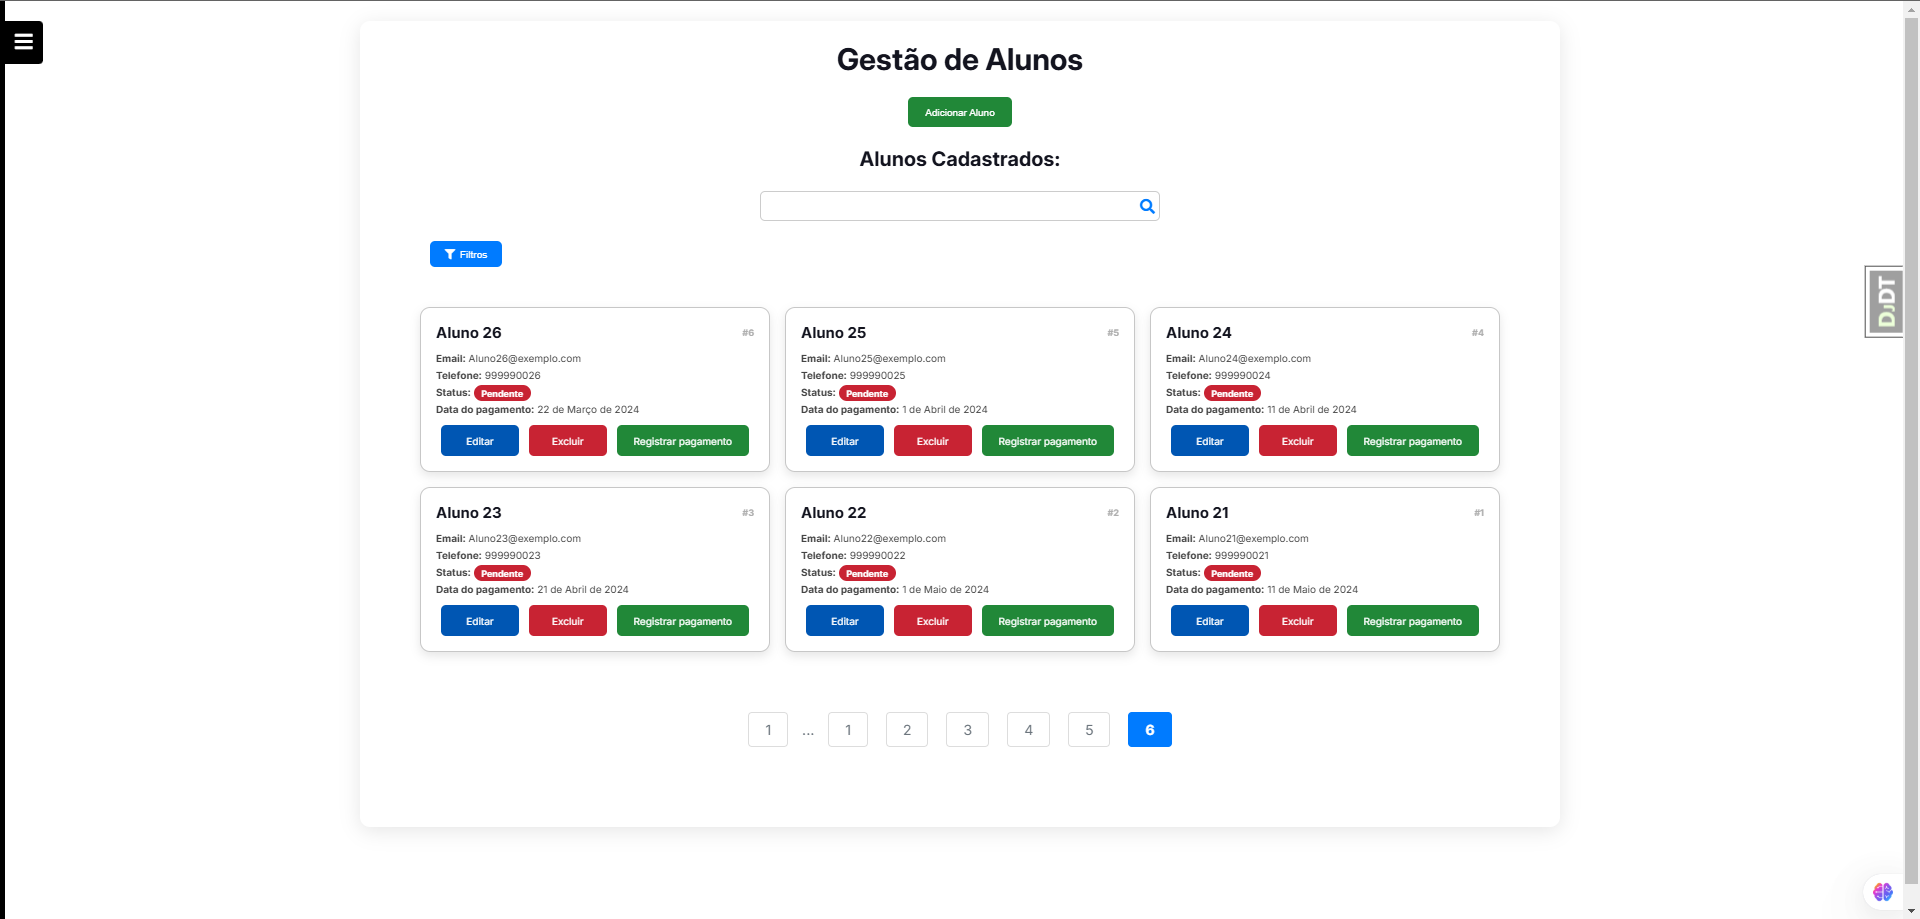 Gestão de Alunos
Adicionar Aluno
Alunos Cadastrados:
Filtros
Aluno 26 #6
Email: Aluno26@exemplo.com
Telefone: 999990026
Status: Pendente
Data do pagamento: 22 de Março de 2024
Editar Excluir Registrar pagamento
Aluno 25 #5
Email: Aluno25@exemplo.com
Telefone: 999990025
Status: Pendente
Data do pagamento: 1 de Abril de 2024
Editar Excluir Registrar pagamento
Aluno 24 #4
Email: Aluno24@exemplo.com
Telefone: 999990024
Status: Pendente
Data do pagamento: 11 de Abril de 2024
Editar Excluir Registrar pagamento
Aluno 23 #3
Email: Aluno23@exemplo.com
Telefone: 999990023
Status: Pendente
Data do pagamento: 21 de Abril de 2024
Editar Excluir Registrar pagamento
Aluno 22 #2
Email: Aluno22@exemplo.com
Telefone: 999990022
Status: Pendente
Data do pagamento: 1 de Maio de 2024
Editar Excluir Registrar pagamento
Aluno 21 #1
Email: Aluno21@exemplo.com
Telefone: 999990021
Status: Pendente
Data do pagamento: 11 de Maio de 2024
Editar Excluir Registrar pagamento
1 ... 1 2 3 4 5 6
DJDT